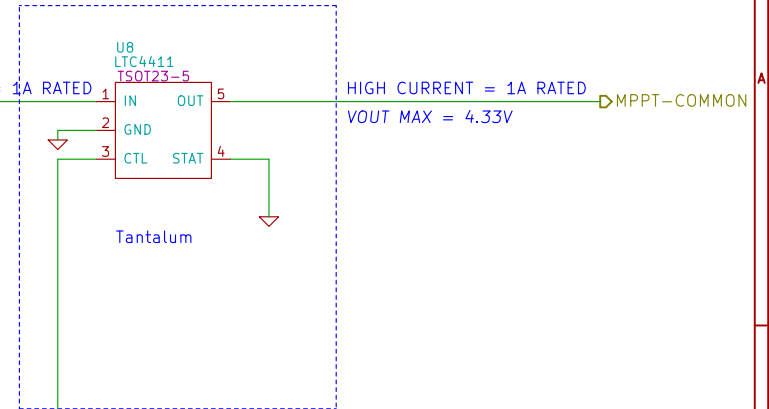 U8
LTC4411
TSOT23-5
= 1A RATED
1 IN OUT 5
HIGH CURRENT = 1A RATED
MPPT-COMMON
VOUT MAX = 4.33V
2 GND
3 CTL STAT 4
Tantalum
A